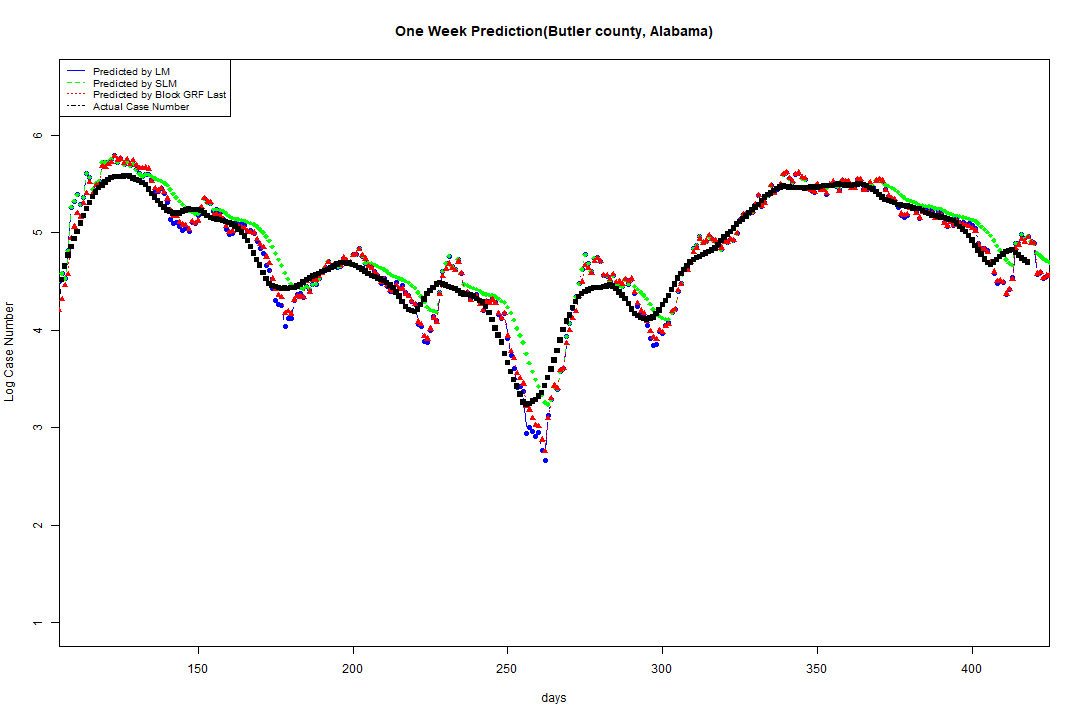 One Week Prediction(Butler county, Alabama)
Predicted by LM
Predicted by SLM
Predicted by Block GRF Last
Actual Case Number
6
5
4
3
2
1
Log Case Number
150 200 250 300 350 400
days